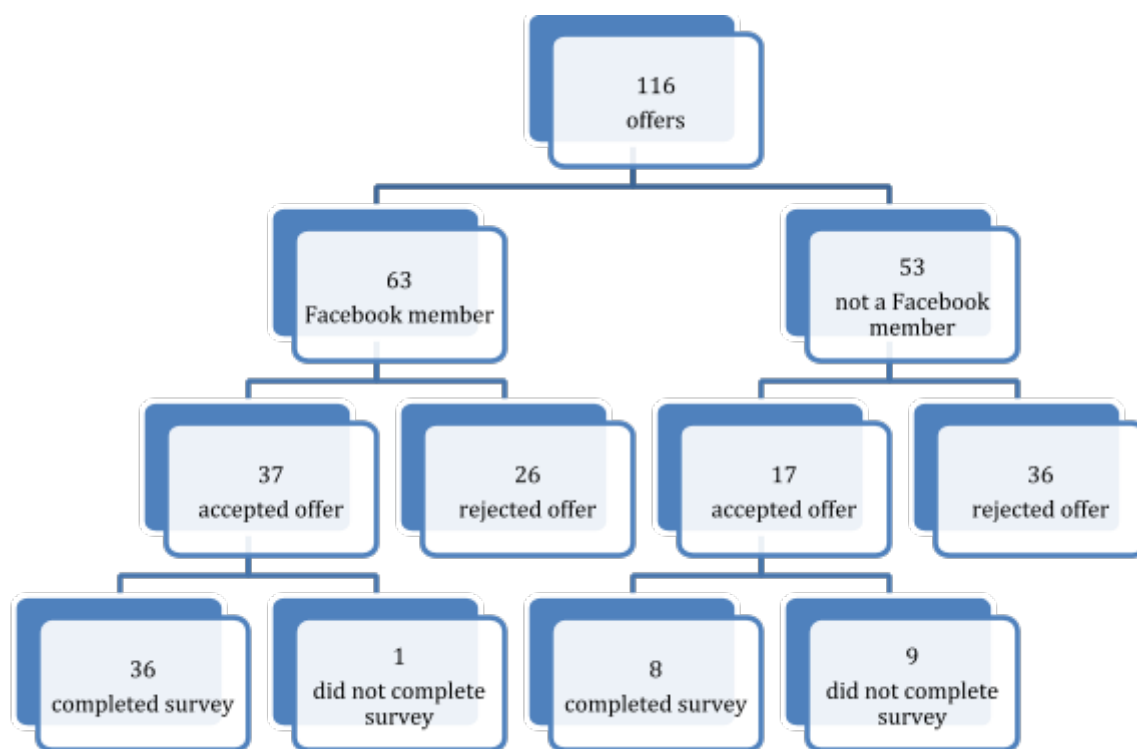 116
offers
63
Facebook member
53
not a Facebook
member
37
accepted offer
26
rejected offer
17
accepted offer
36
rejected offer
36
completed survey
1
did not complete
survey
8
completed survey
9
did not complete
survey